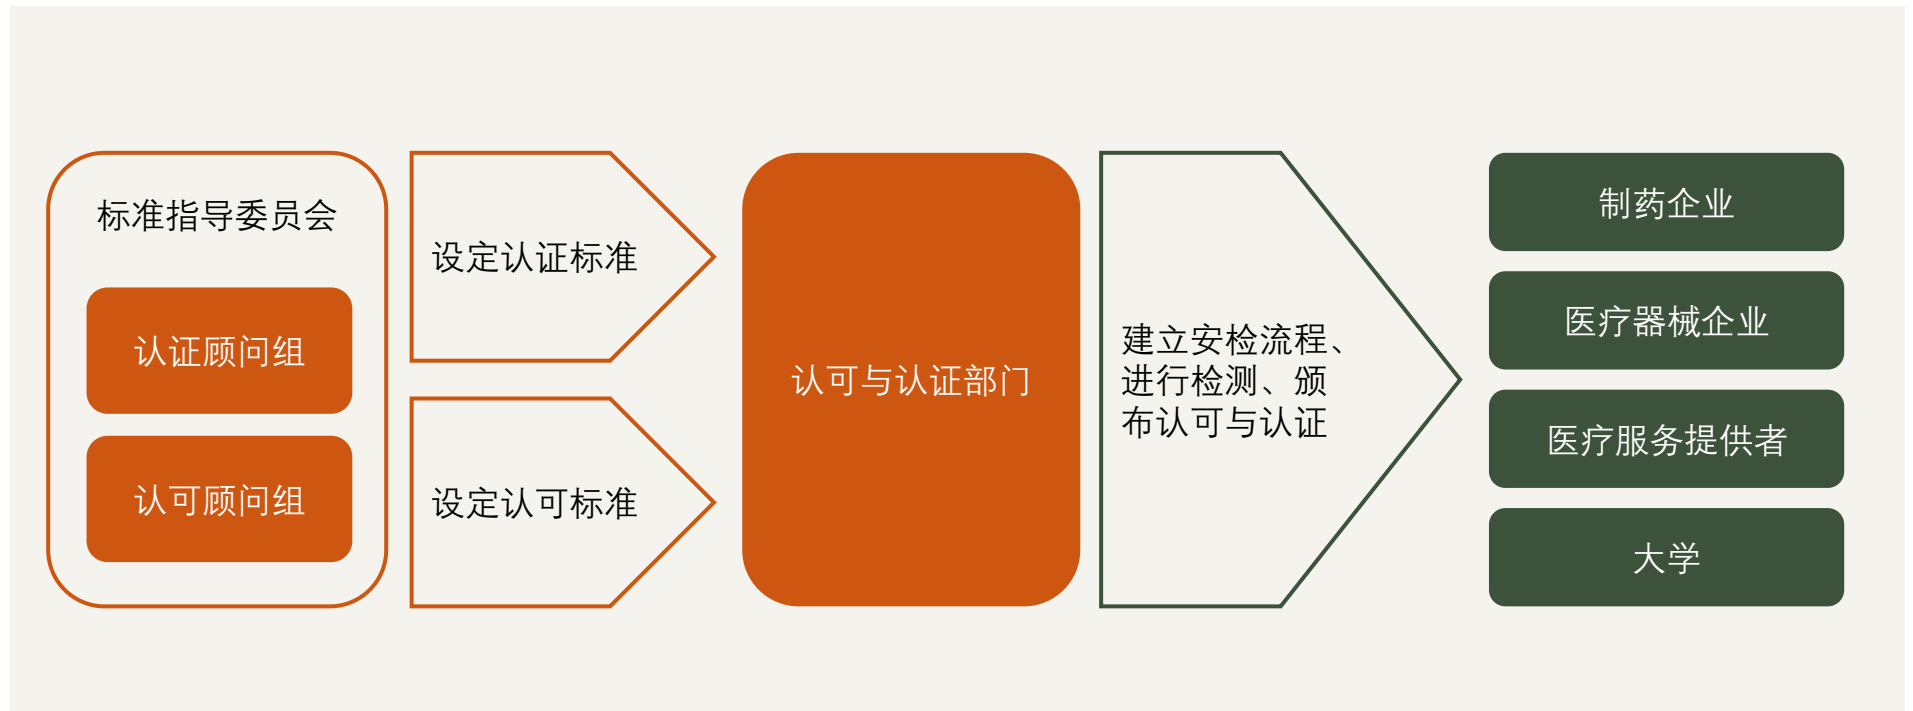 标准指导委员会
认证顾问组
认可顾问组
设定认证标准
设定认可标准
认可与认证部门
建立安检流程、
进行检测、颁
布认可与认证
制药企业
医疗器械企业
医疗服务提供者
大学